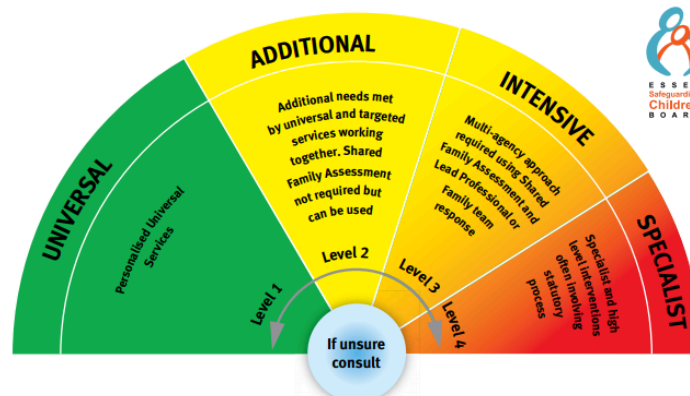 UNIVERSAL
Personalised Universal
Services
Level 1
ADDITIONAL
Additional needs met
by universal and targeted
services working
together. Shared
Family Assessment
not required but
can be used
Level 2
INTENSIVE
Multi-agency approach
required using Shared
Family Assessment and
Lead Professional or
Family team
response
Level 3
SPECIALIST
Specialist and high
level interventions
often involving
statutory
process
Level 4
If unsure
consult
ESSE
Safeguardi
Childre
BOAR